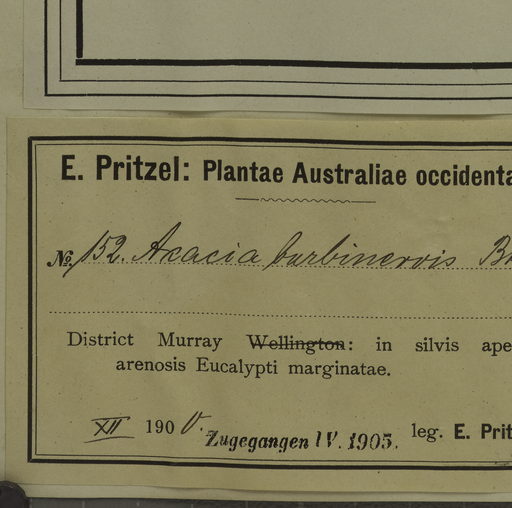 E. Pritzel: Plantae Australiae occidenta
No. 152. Acacia barbinervis B
District Murray Wellington: in silvis ape
arenosis Eucalypti marginatae.
XII 1900. Zugegangen IV. 1905. leg. E. Prit